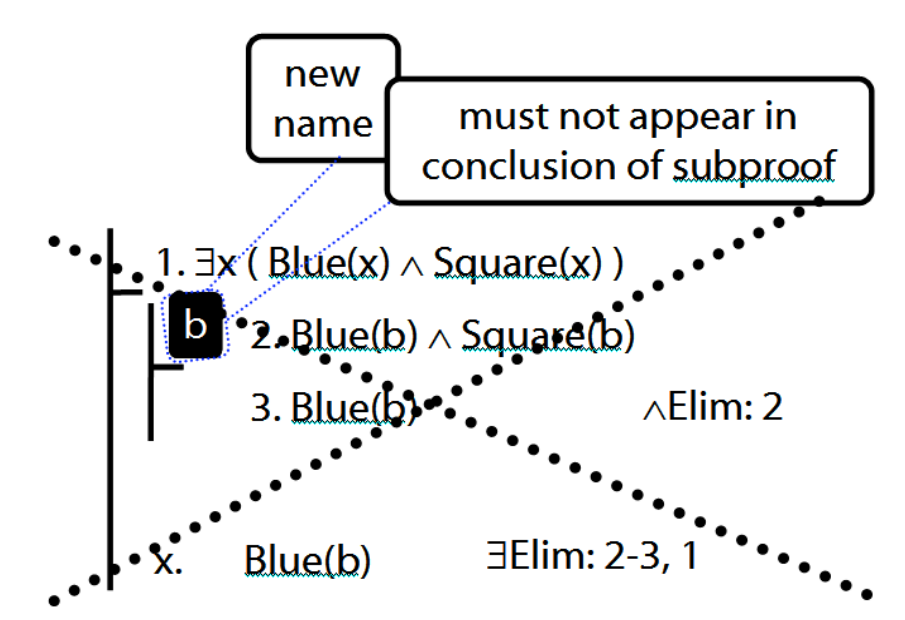 new
name
must not appear in
conclusion of subproof
1. ∃x ( Blue(x) ∧ Square(x) )
b
2. Blue(b) ∧ Square(b)
3. Blue(b) ∧Elim: 2
x. Blue(b) ∃Elim: 2-3, 1